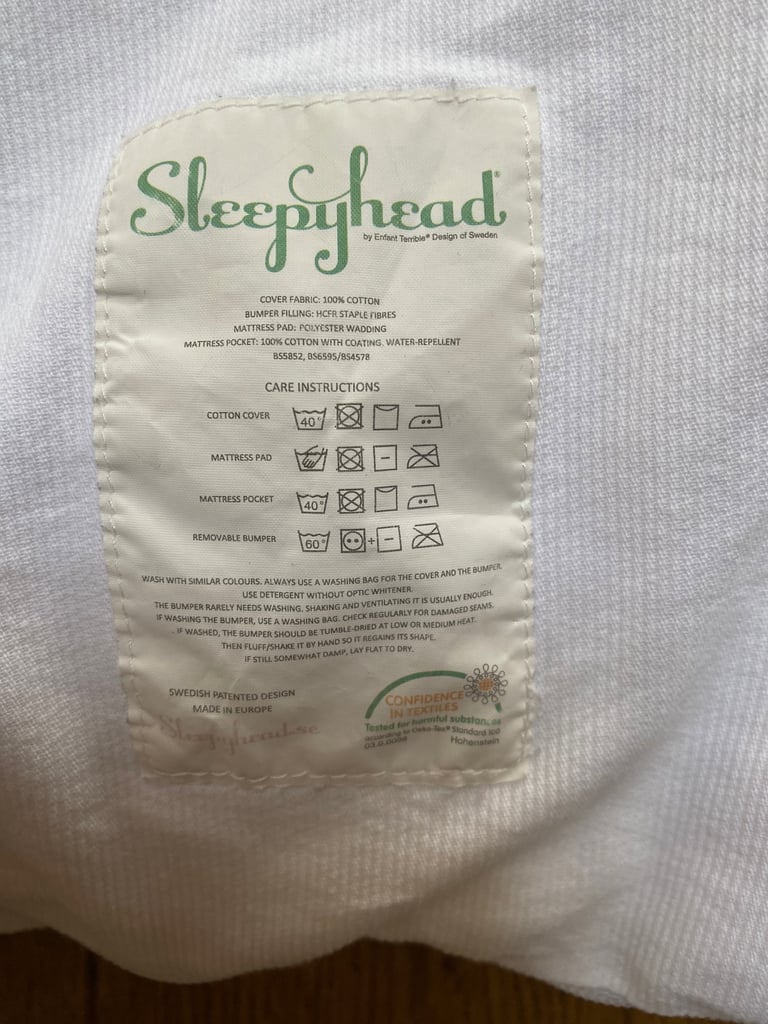 Sleepyhead®
by Enfant Terrible® Design of Sweden
COVER FABRIC: 100% COTTON
BUMPER FILLING: HCFR STAPLE FIBRES
MATTRESS PAD: POLYESTER WADDING
MATTRESS POCKET: 100% COTTON WITH COATING. WATER-REPELLENT
BS5852, BS6595/BS4578
CARE INSTRUCTIONS
COTTON COVER 40°
MATTRESS PAD
MATTRESS POCKET 40°
REMOVABLE BUMPER 60° +
WASH WITH SIMILAR COLOURS. ALWAYS USE A WASHING BAG FOR THE COVER AND THE BUMPER.
USE DETERGENT WITHOUT OPTIC WHITENER.
THE BUMPER RARELY NEEDS WASHING, SHAKING AND VENTILATING IT IS USUALLY ENOUGH.
IF WASHING THE BUMPER, USE A WASHING BAG. CHECK REGULARLY FOR DAMAGED SEAMS.
IF WASHED, THE BUMPER SHOULD BE TUMBLE-DRIED AT LOW OR MEDIUM HEAT.
THEN FLUFF/SHAKE IT BY HAND SO IT REGAINS ITS SHAPE.
IF STILL SOMEWHAT DAMP, LAY FLAT TO DRY.
SWEDISH PATENTED DESIGN
MADE IN EUROPE
Sleepyhead.se
CONFIDENCE
IN TEXTILES
Tested for harmful substances
according to Oeko-Tex® Standard 100
Hohenstein